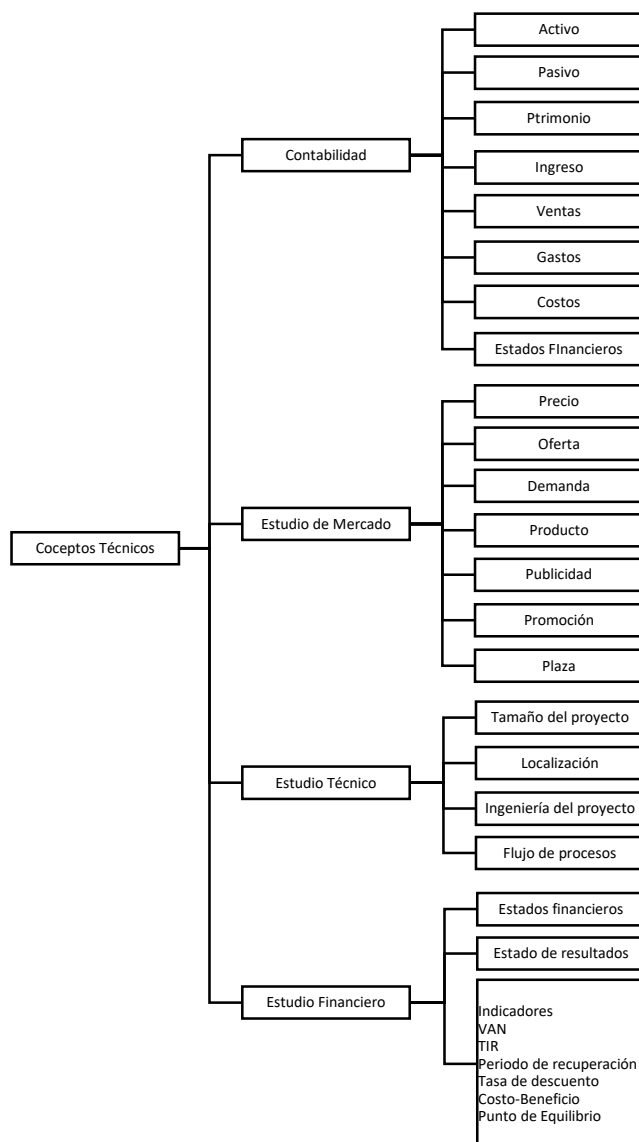 Coceptos Técnicos
Contabilidad
Activo
Pasivo
Ptrimonio
Ingreso
Ventas
Gastos
Costos
Estados FInancieros
Estudio de Mercado
Precio
Oferta
Demanda
Producto
Publicidad
Promoción
Plaza
Estudio Técnico
Tamaño del proyecto
Localización
Ingeniería del proyecto
Flujo de procesos
Estudio Financiero
Estados financieros
Estado de resultados
Indicadores
VAN
TIR
Periodo de recuperación
Tasa de descuento
Costo-Beneficio
Punto de Equilibrio